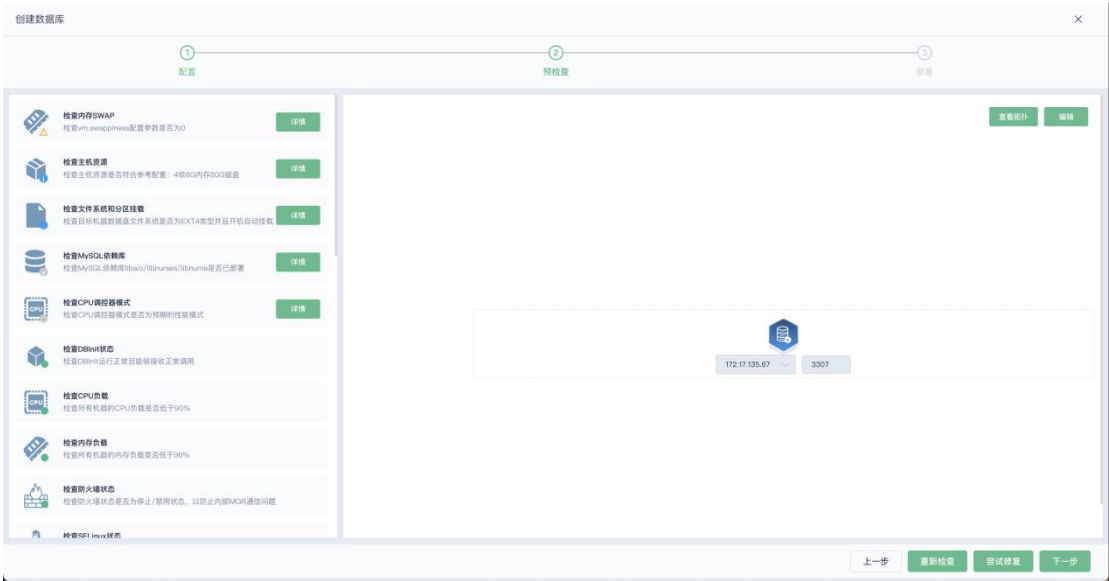 创建数据库
1
配置
2
预检查
3
部署
检查内存SWAP
检查vm.swappiness配置参数是否为0
详情
检查主机资源
检查主机资源是否符合参考配置：4核8G内存80G磁盘
详情
检查文件系统和分区挂载
检查目标机器数据盘文件系统是否为EXT4类型并且开机自动挂载
详情
检查MySQL依赖库
检查MySQL依赖库libaio/libnurses/libnuma是否已部署
详情
CPU
检查CPU调控器模式
检查CPU调控器模式是否为预期的性能模式
详情
检查DBInit状态
检查DBInit运行正常且能够接收正常调用
CPU
检查CPU负载
检查所有机器的CPU负载是否低于90%
检查内存负载
检查所有机器的内存负载是否低于90%
检查防火墙状态
检查防火墙状态是否为停止/禁用状态，以防止内部MGR通信问题
检查SELinux状态
查看拓扑
编辑
172.17.135.67
3307
上一步
重新检查
尝试修复
下一步